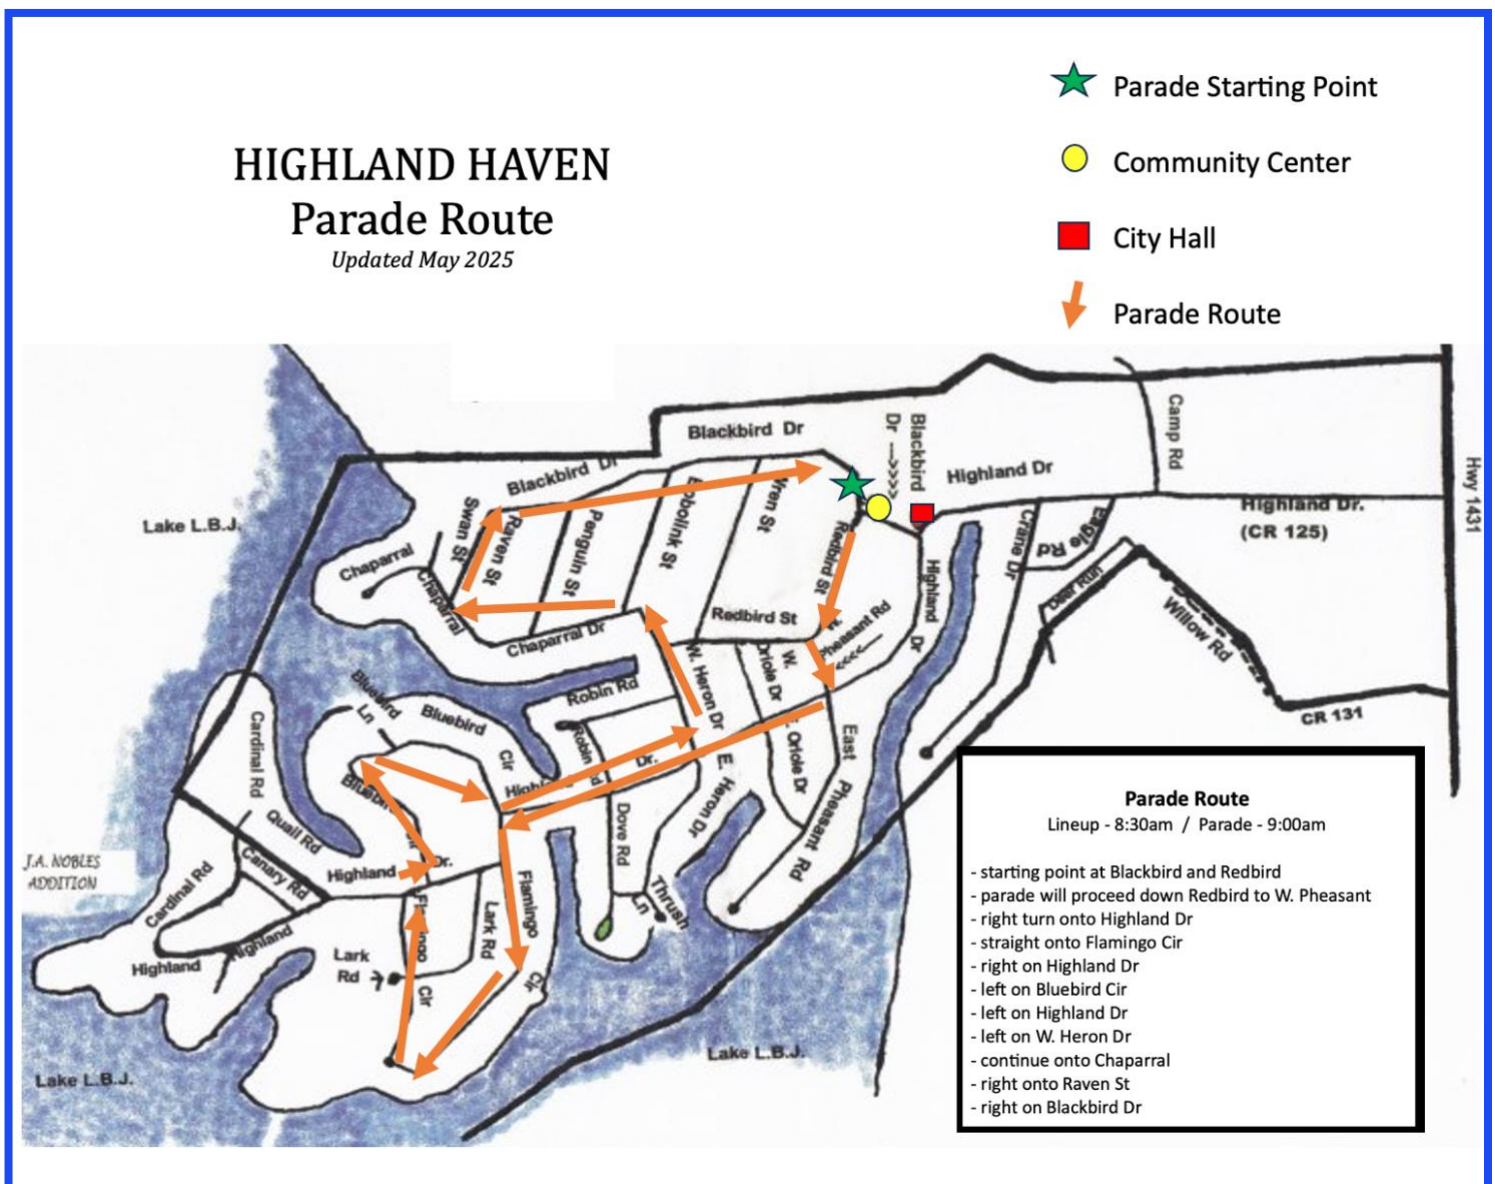 HIGHLAND HAVEN
Parade Route
Updated May 2025
Parade Starting Point
Community Center
City Hall
Parade Route
Blackbird Dr
Blackbird
Dr --->>>>
Highland Dr
Camp Rd
Hwy 1431
Highland Dr.
(CR 125)
Blackbird Dr
Lake L.B.J.
Swan St
Raven St
Penguin St
Bobolink St
Wren St
Redbird St
Crane Dr
Eagle Rd
Chaparral
Chaparral
Highland Dr
Deer Run
Willow Rd
Redbird St
W.
Pheasant Rd
<<<<---
Chaparral Dr
W. Heron Dr
W.
Oriole Dr
Robin Rd
Bluebird
Ln
Bluebird
Cir
Robin Rd
CR 131
Cardinal Rd
East Pheasant Rd
E. Oriole Dr
Highland
Dr.
E. Heron Dr
Bluebird Cir
Quail Rd
Dove Rd
Highland Dr.
J.A. NOBLES
ADDITION
Canary Rd
Cardinal Rd
Flamingo Cir
Lark Rd
Flamingo
Cir
Thrush
Ln
Highland
Highland
Lark
Rd
Lake L.B.J.
Lake L.B.J.
Parade Route
Lineup - 8:30am / Parade - 9:00am
- starting point at Blackbird and Redbird
- parade will proceed down Redbird to W. Pheasant
- right turn onto Highland Dr
- straight onto Flamingo Cir
- right on Highland Dr
- left on Bluebird Cir
- left on Highland Dr
- left on W. Heron Dr
- continue onto Chaparral
- right onto Raven St
- right on Blackbird Dr